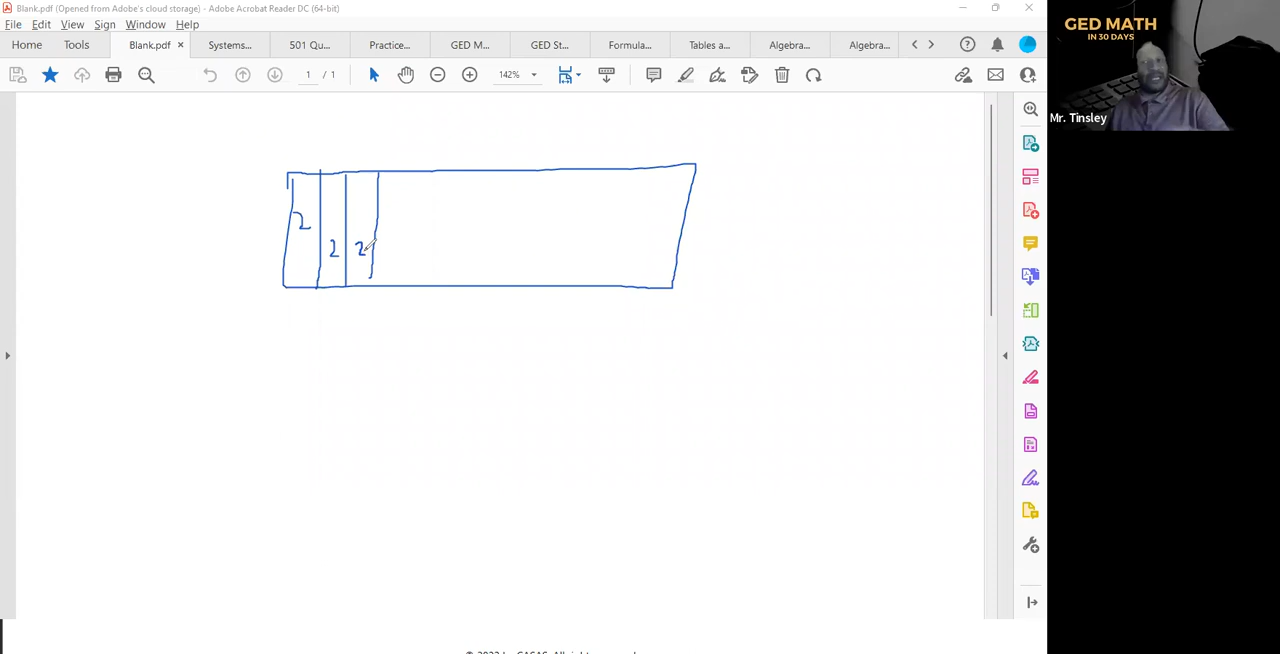 Blank.pdf (Opened from Adobe's cloud storage) - Adobe Acrobat Reader DC (64-bit)
File Edit View Sign Window Help
Home Tools Blank.pdf × Systems... 501 Qu... Practice... GED M... GED St... Formula... Tables a... Algebra... Algebra...
1 / 1 142%
GED MATH
IN 30 DAYS
Mr. Tinsley
2
2 2